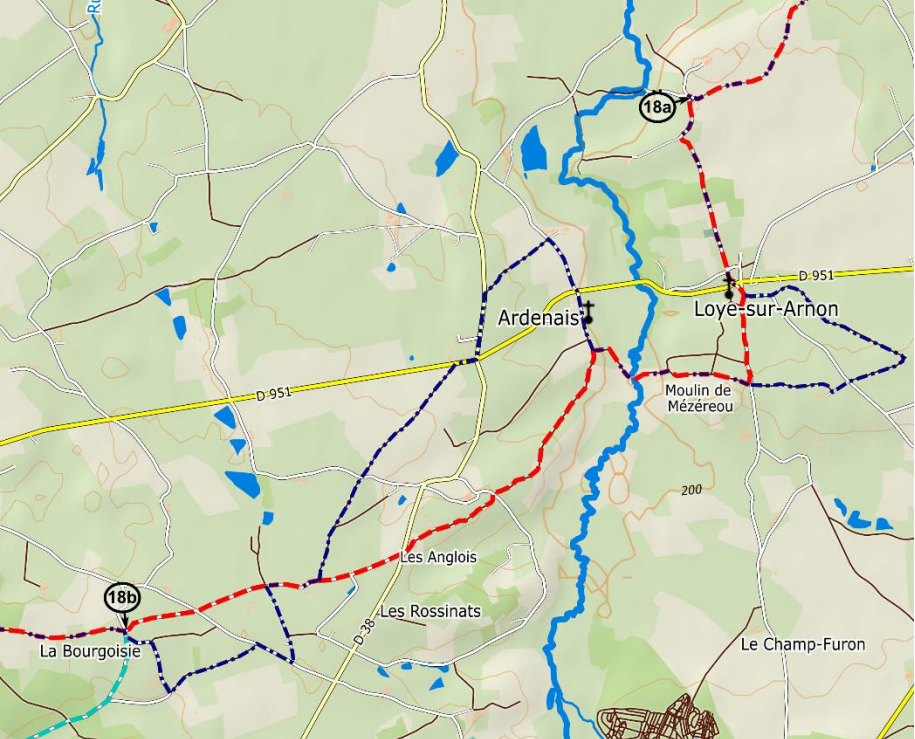 Ru
18a
D 951
Ardenais
Loye-sur-Arnon
D 951
Moulin de
Mézéreou
200
Les Anglois
18b
Les Rossinats
D 38
La Bourgoisie
Le Champ-Furon